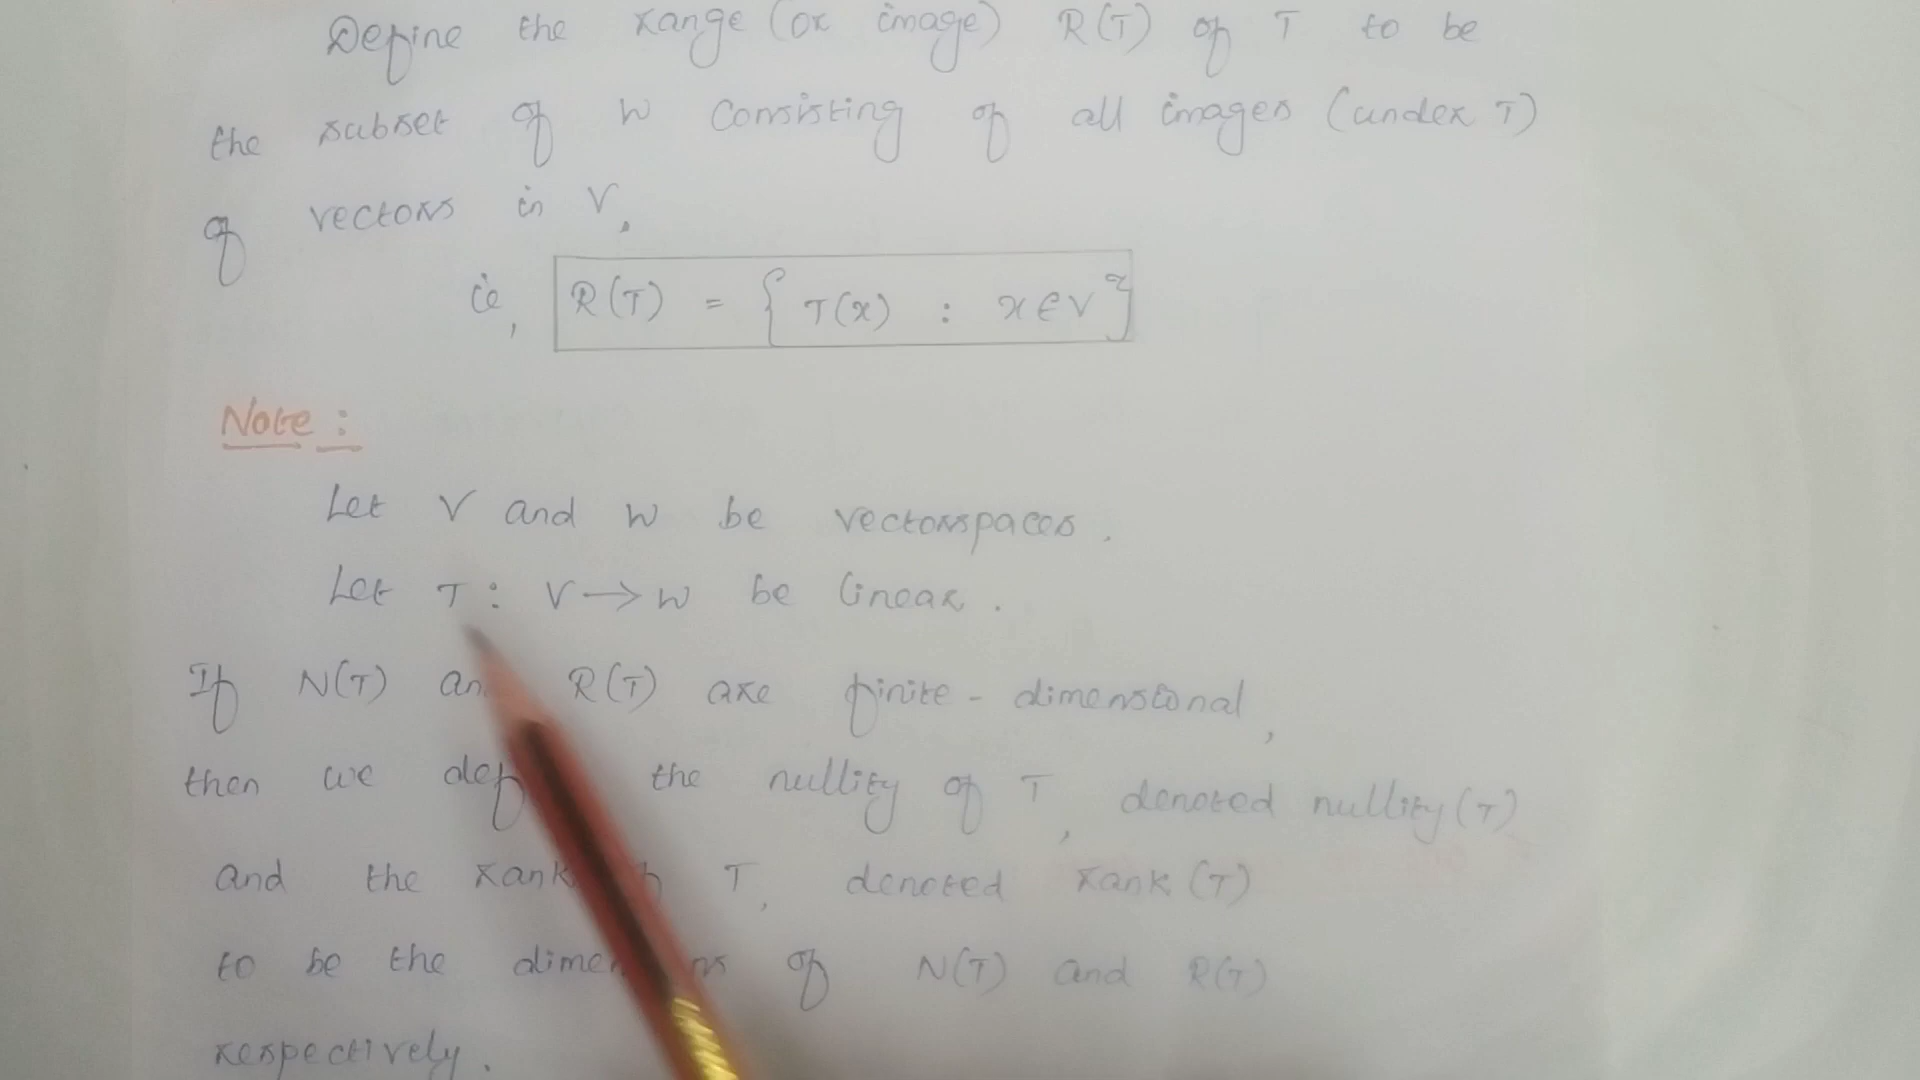 Define the range (or image) R(T) of T to be
the subset of W consisting of all images (under T)
of vectors in V,
ie, R(T) = { T(x) : x ∈ V }
Note :
Let V and W be vectorspaces.
Let T : V → W be linear.
If N(T) an R(T) are finite - dimensional,
then we def the nullity of T, denoted nullity (T)
and the rank T, denoted rank (T)
to be the of N(T) and R(T)
respectively.